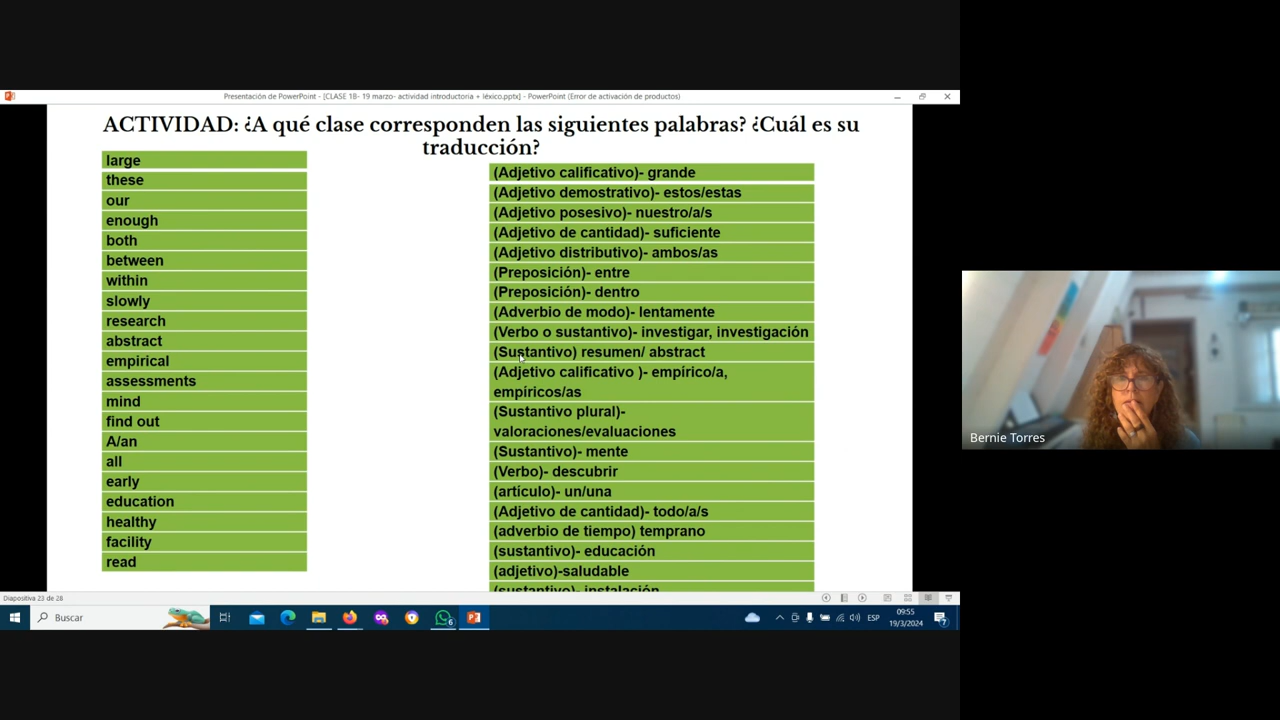 Presentación de PowerPoint - [CLASE 1B- 19 marzo- actividad introductoria + léxico.pptx] - PowerPoint (Error de activación de productos)
ACTIVIDAD: ¿A qué clase corresponden las siguientes palabras? ¿Cuál es su
traducción?
large
these
our
enough
both
between
within
slowly
research
abstract
empirical
assessments
mind
find out
A/an
all
early
education
healthy
facility
read
(Adjetivo calificativo)- grande
(Adjetivo demostrativo)- estos/estas
(Adjetivo posesivo)- nuestro/a/s
(Adjetivo de cantidad)- suficiente
(Adjetivo distributivo)- ambos/as
(Preposición)- entre
(Preposición)- dentro
(Adverbio de modo)- lentamente
(Verbo o sustantivo)- investigar, investigación
(Sustantivo) resumen/ abstract
(Adjetivo calificativo )- empírico/a,
empíricos/as
(Sustantivo plural)-
valoraciones/evaluaciones
(Sustantivo)- mente
(Verbo)- descubrir
(artículo)- un/una
(Adjetivo de cantidad)- todo/a/s
(adverbio de tiempo) temprano
(sustantivo)- educación
(adjetivo)-saludable
(sustantivo)- instalación
Bernie Torres
Diapositiva 23 de 28
Buscar
6
ESP
09:55
19/3/2024
7